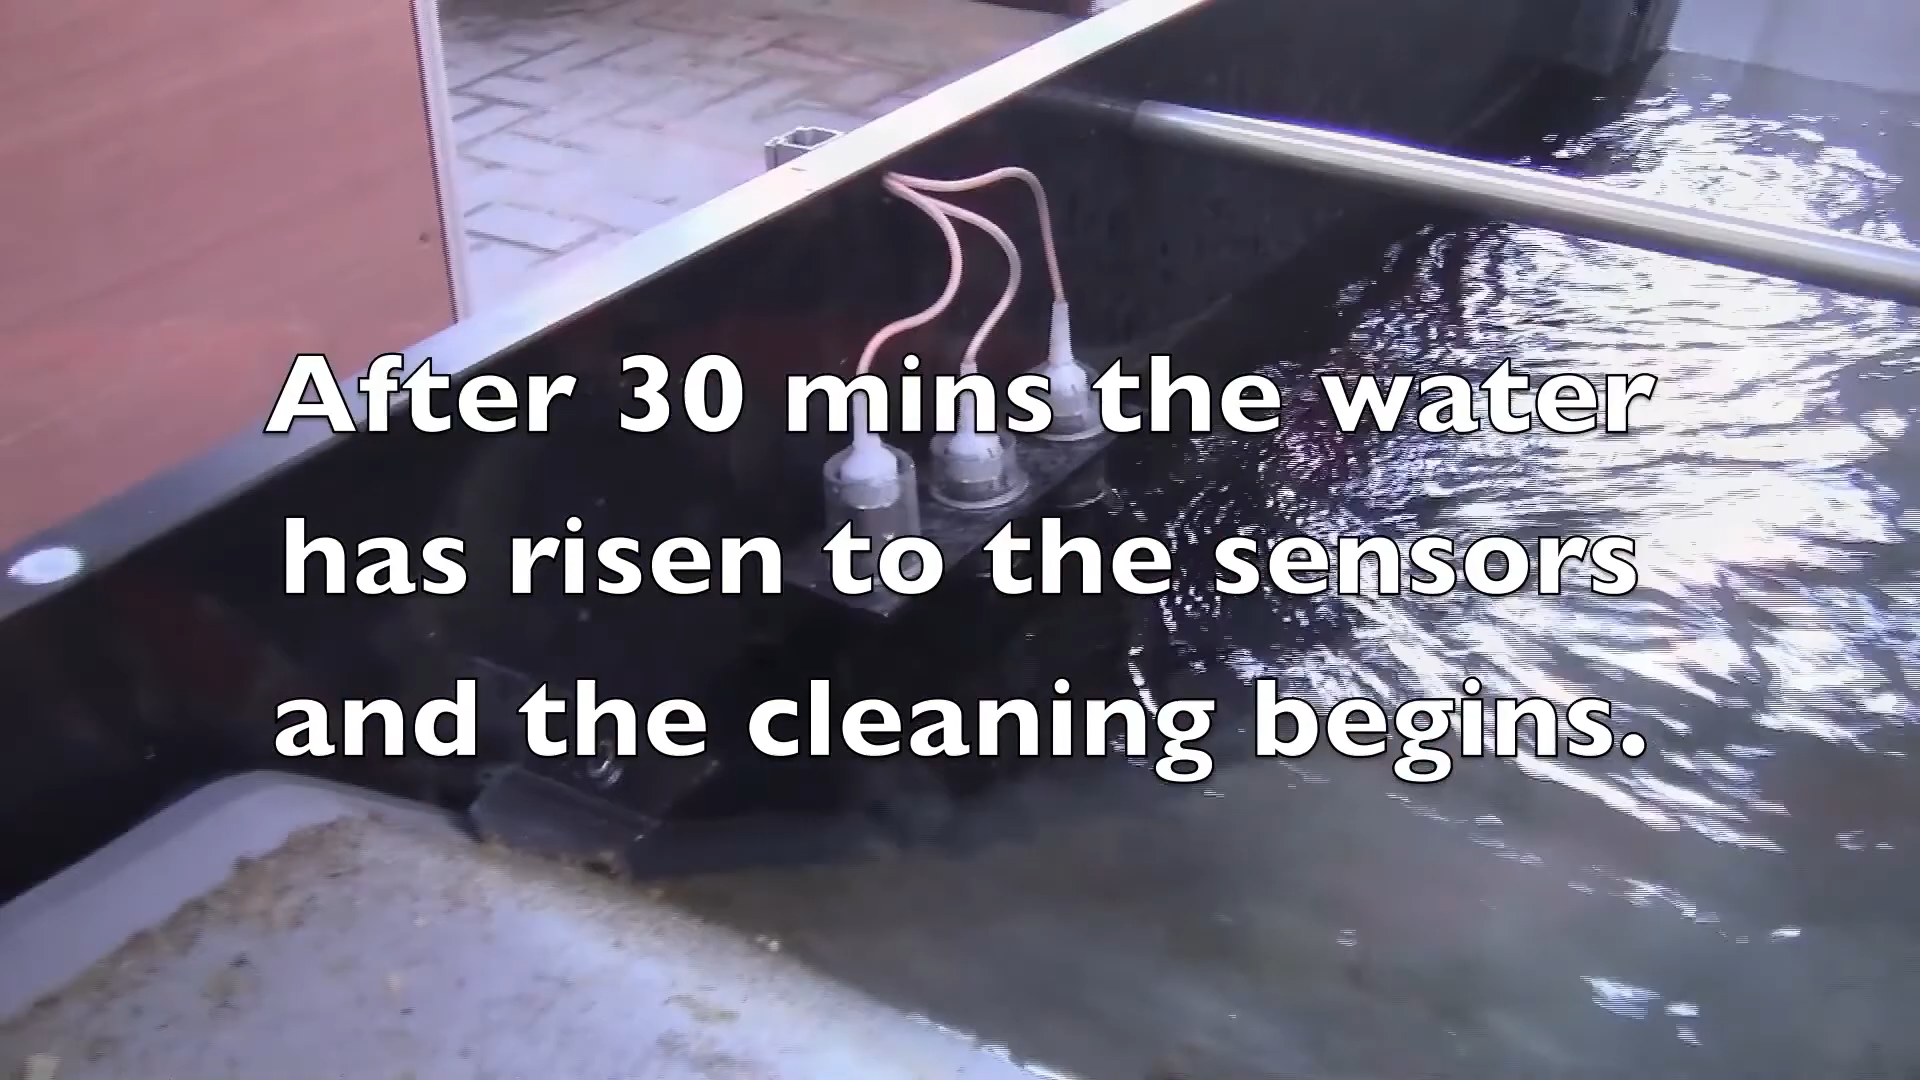 After 30 mins the water
has risen to the sensors
and the cleaning begins.